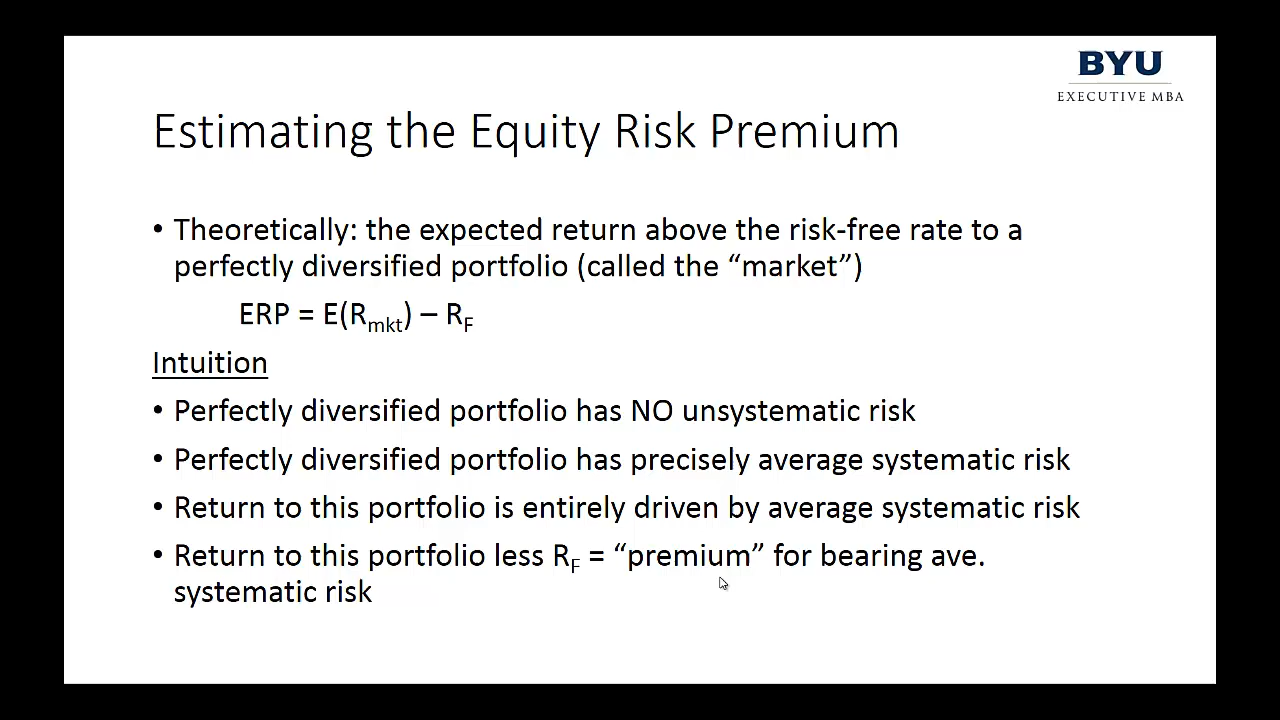 BYU
EXECUTIVE MBA
Estimating the Equity Risk Premium
• Theoretically: the expected return above the risk-free rate to a
perfectly diversified portfolio (called the “market”)
ERP = E(Rmkt) – RF
Intuition
• Perfectly diversified portfolio has NO unsystematic risk
• Perfectly diversified portfolio has precisely average systematic risk
• Return to this portfolio is entirely driven by average systematic risk
• Return to this portfolio less RF = “premium” for bearing ave.
systematic risk